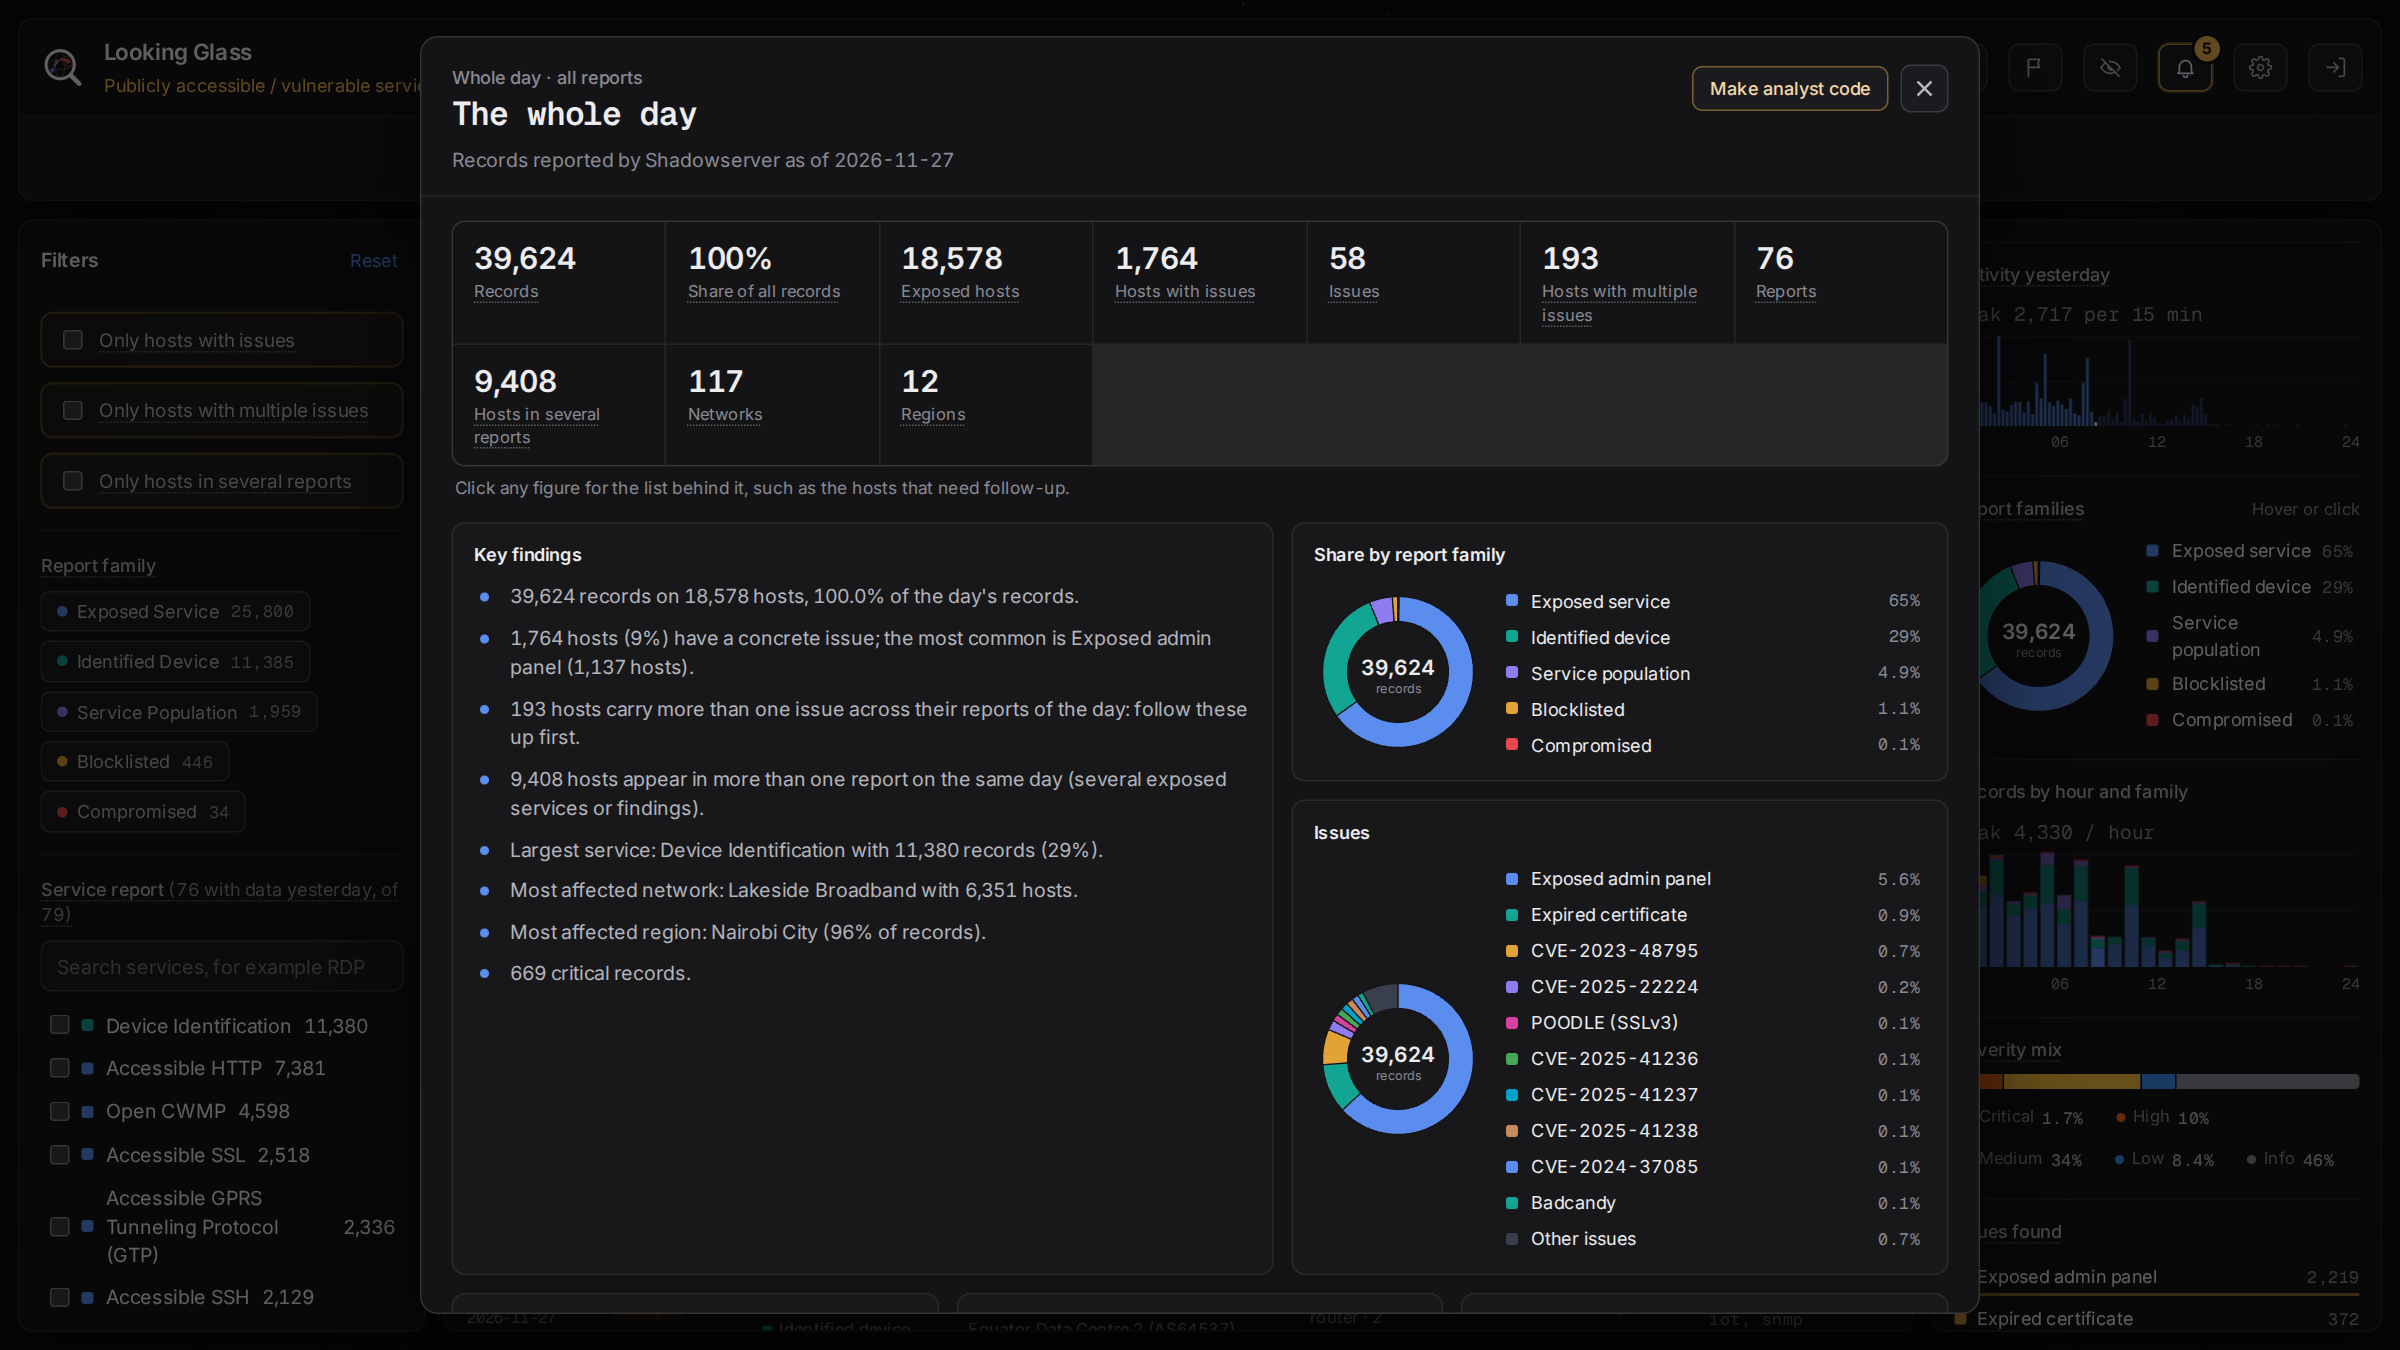 Looking Glass
Publicly accessible / vulnerable servi
5
Whole day · all reports
The whole day
Records reported by Shadowserver as of 2026-11-27
Make analyst code
Filters
Reset
Only hosts with issues
Only hosts with multiple issues
Only hosts in several reports
Report family
Exposed Service 25,800
Identified Device 11,385
Service Population 1,959
Blocklisted 446
Compromised 34
Service report (76 with data yesterday, of
79)
Search services, for example RDP
Device Identification 11,380
Accessible HTTP 7,381
Open CWMP 4,598
Accessible SSL 2,518
Accessible GPRS
Tunneling Protocol 2,336
(GTP)
Accessible SSH 2,129
39,624
Records
100%
Share of all records
18,578
Exposed hosts
1,764
Hosts with issues
58
Issues
193
Hosts with multiple
issues
76
Reports
9,408
Hosts in several
reports
117
Networks
12
Regions
Click any figure for the list behind it, such as the hosts that need follow-up.
Key findings
39,624 records on 18,578 hosts, 100.0% of the day's records.
1,764 hosts (9%) have a concrete issue; the most common is Exposed admin
panel (1,137 hosts).
193 hosts carry more than one issue across their reports of the day: follow these
up first.
9,408 hosts appear in more than one report on the same day (several exposed
services or findings).
Largest service: Device Identification with 11,380 records (29%).
Most affected network: Lakeside Broadband with 6,351 hosts.
Most affected region: Nairobi City (96% of records).
669 critical records.
Share by report family
39,624
records
Exposed service 65%
Identified device 29%
Service population 4.9%
Blocklisted 1.1%
Compromised 0.1%
Issues
39,624
records
Exposed admin panel 5.6%
Expired certificate 0.9%
CVE-2023-48795 0.7%
CVE-2025-22224 0.2%
POODLE (SSLv3) 0.1%
CVE-2025-41236 0.1%
CVE-2025-41237 0.1%
CVE-2025-41238 0.1%
CVE-2024-37085 0.1%
Badcandy 0.1%
Other issues 0.7%
2026-11-27
Identified device
Equator Data Centre 2 (AS64537)
router · 2
iot, snmp
tivity yesterday
ak 2,717 per 15 min
06 12 18 24
port families
Hover or click
39,624
records
Exposed service 65%
Identified device 29%
Service
population 4.9%
Blocklisted 1.1%
Compromised 0.1%
cords by hour and family
ak 4,330 / hour
06 12 18 24
verity mix
Critical 1.7% High 10%
Medium 34% Low 8.4% Info 46%
ues found
Exposed admin panel 2,219
Expired certificate 372